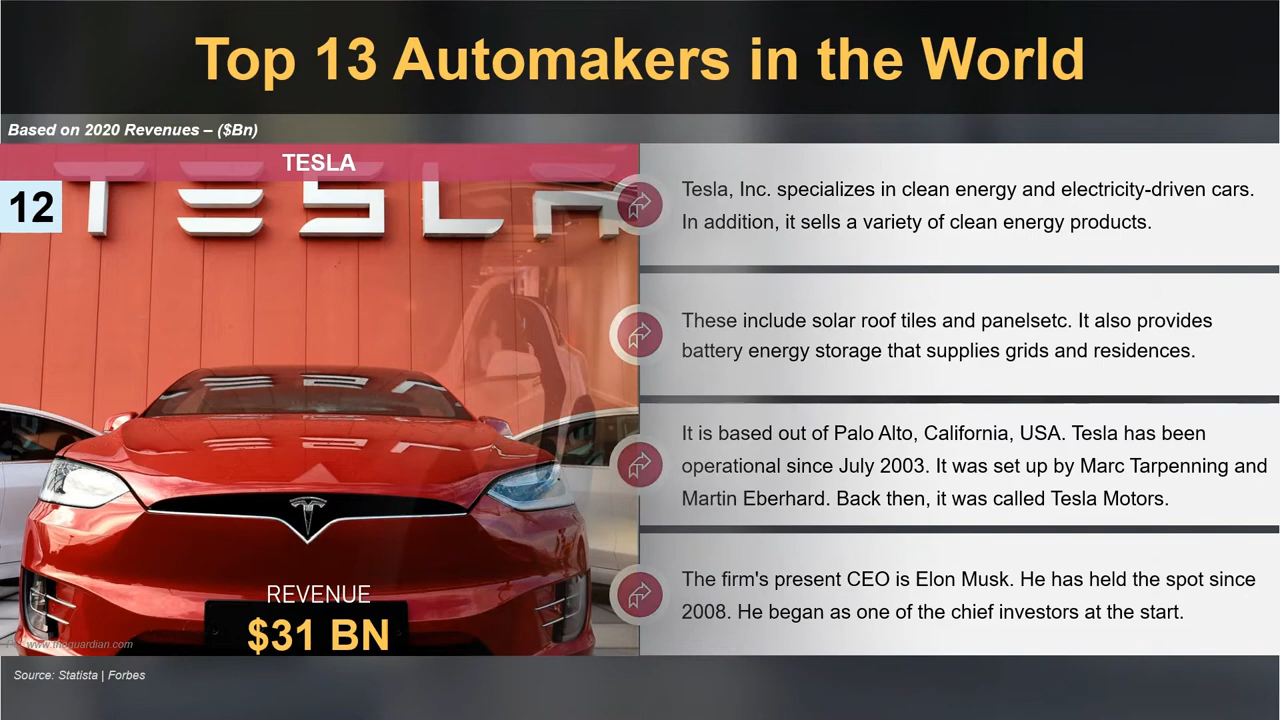 Top 13 Automakers in the World
Based on 2020 Revenues – ($Bn)
TESLA
TESLA
12
Tesla, Inc. specializes in clean energy and electricity-driven cars.
In addition, it sells a variety of clean energy products.
These include solar roof tiles and panelsetc. It also provides
battery energy storage that supplies grids and residences.
It is based out of Palo Alto, California, USA. Tesla has been
operational since July 2003. It was set up by Marc Tarpenning and
Martin Eberhard. Back then, it was called Tesla Motors.
The firm's present CEO is Elon Musk. He has held the spot since
2008. He began as one of the chief investors at the start.
REVENUE
$31 BN
www.theguardian.com
Source: Statista | Forbes